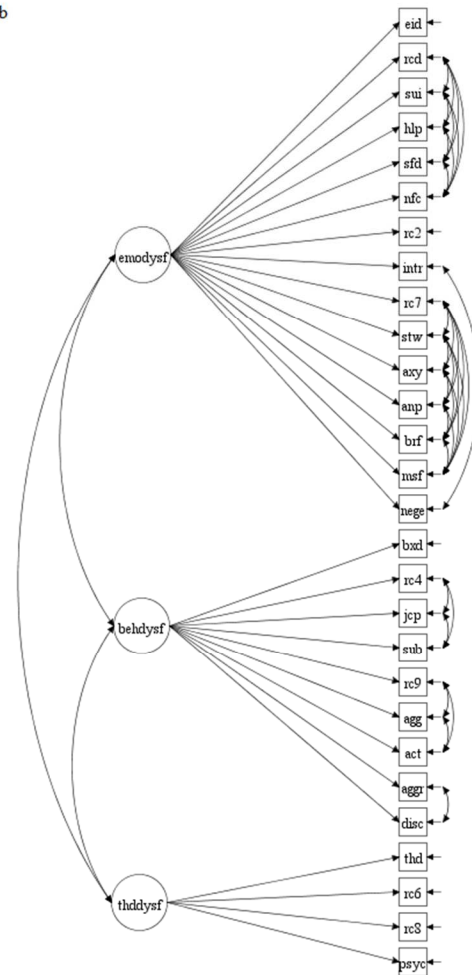 b
eid
rcd
sui
hlp
sfd
nfc
rc2
emodysf
intr
rc7
stw
axy
anp
brf
msf
nege
bxd
rc4
jcp
behdysf
sub
rc9
agg
act
aggr
disc
thd
rc6
thddysf
rc8
psyc